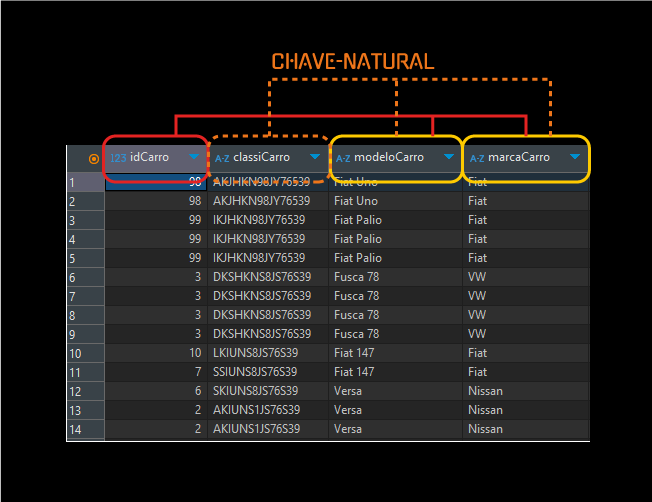 CHAVE-NATURAL
123 idCarro A-Z classiCarro A-Z modeloCarro A-Z marcaCarro
1 98 AKJHKN98JY76539 Fiat Uno Fiat
2 98 AKJHKN98JY76539 Fiat Uno Fiat
3 99 IKJHKN98JY76539 Fiat Palio Fiat
4 99 IKJHKN98JY76539 Fiat Palio Fiat
5 99 IKJHKN98JY76539 Fiat Palio Fiat
6 3 DKSHKNS8JS76S39 Fusca 78 VW
7 3 DKSHKNS8JS76S39 Fusca 78 VW
8 3 DKSHKNS8JS76S39 Fusca 78 VW
9 3 DKSHKNS8JS76S39 Fusca 78 VW
10 10 LKIUNS8JS76S39 Fiat 147 Fiat
11 7 SSIUNS8JS76S39 Fiat 147 Fiat
12 6 SKIUNS8JS76S39 Versa Nissan
13 2 AKIUNS1JS76S39 Versa Nissan
14 2 AKIUNS1JS76S39 Versa Nissan